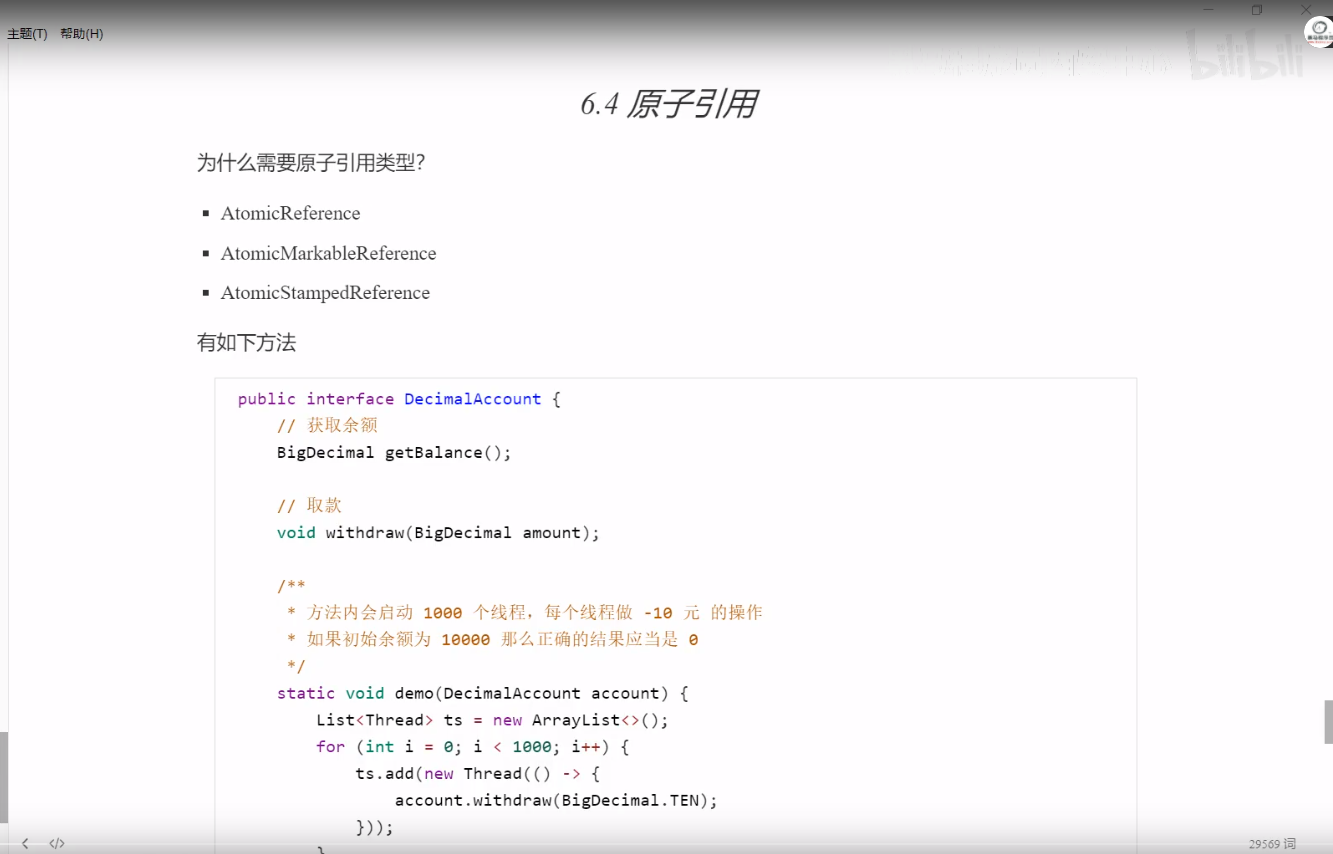 主题(T) 帮助(H)
bilibili
6.4 原子引用
为什么需要原子引用类型?
▪ AtomicReference
▪ AtomicMarkableReference
▪ AtomicStampedReference
有如下方法
public interface DecimalAccount {
    // 获取余额
    BigDecimal getBalance();
    // 取款
    void withdraw(BigDecimal amount);
    /**
     * 方法内会启动 1000 个线程，每个线程做 -10 元 的操作
     * 如果初始余额为 10000 那么正确的结果应当是 0
     */
    static void demo(DecimalAccount account) {
        List<Thread> ts = new ArrayList<>();
        for (int i = 0; i < 1000; i++) {
            ts.add(new Thread(() -> {
                account.withdraw(BigDecimal.TEN);
            }));
        }
</> 29569 词